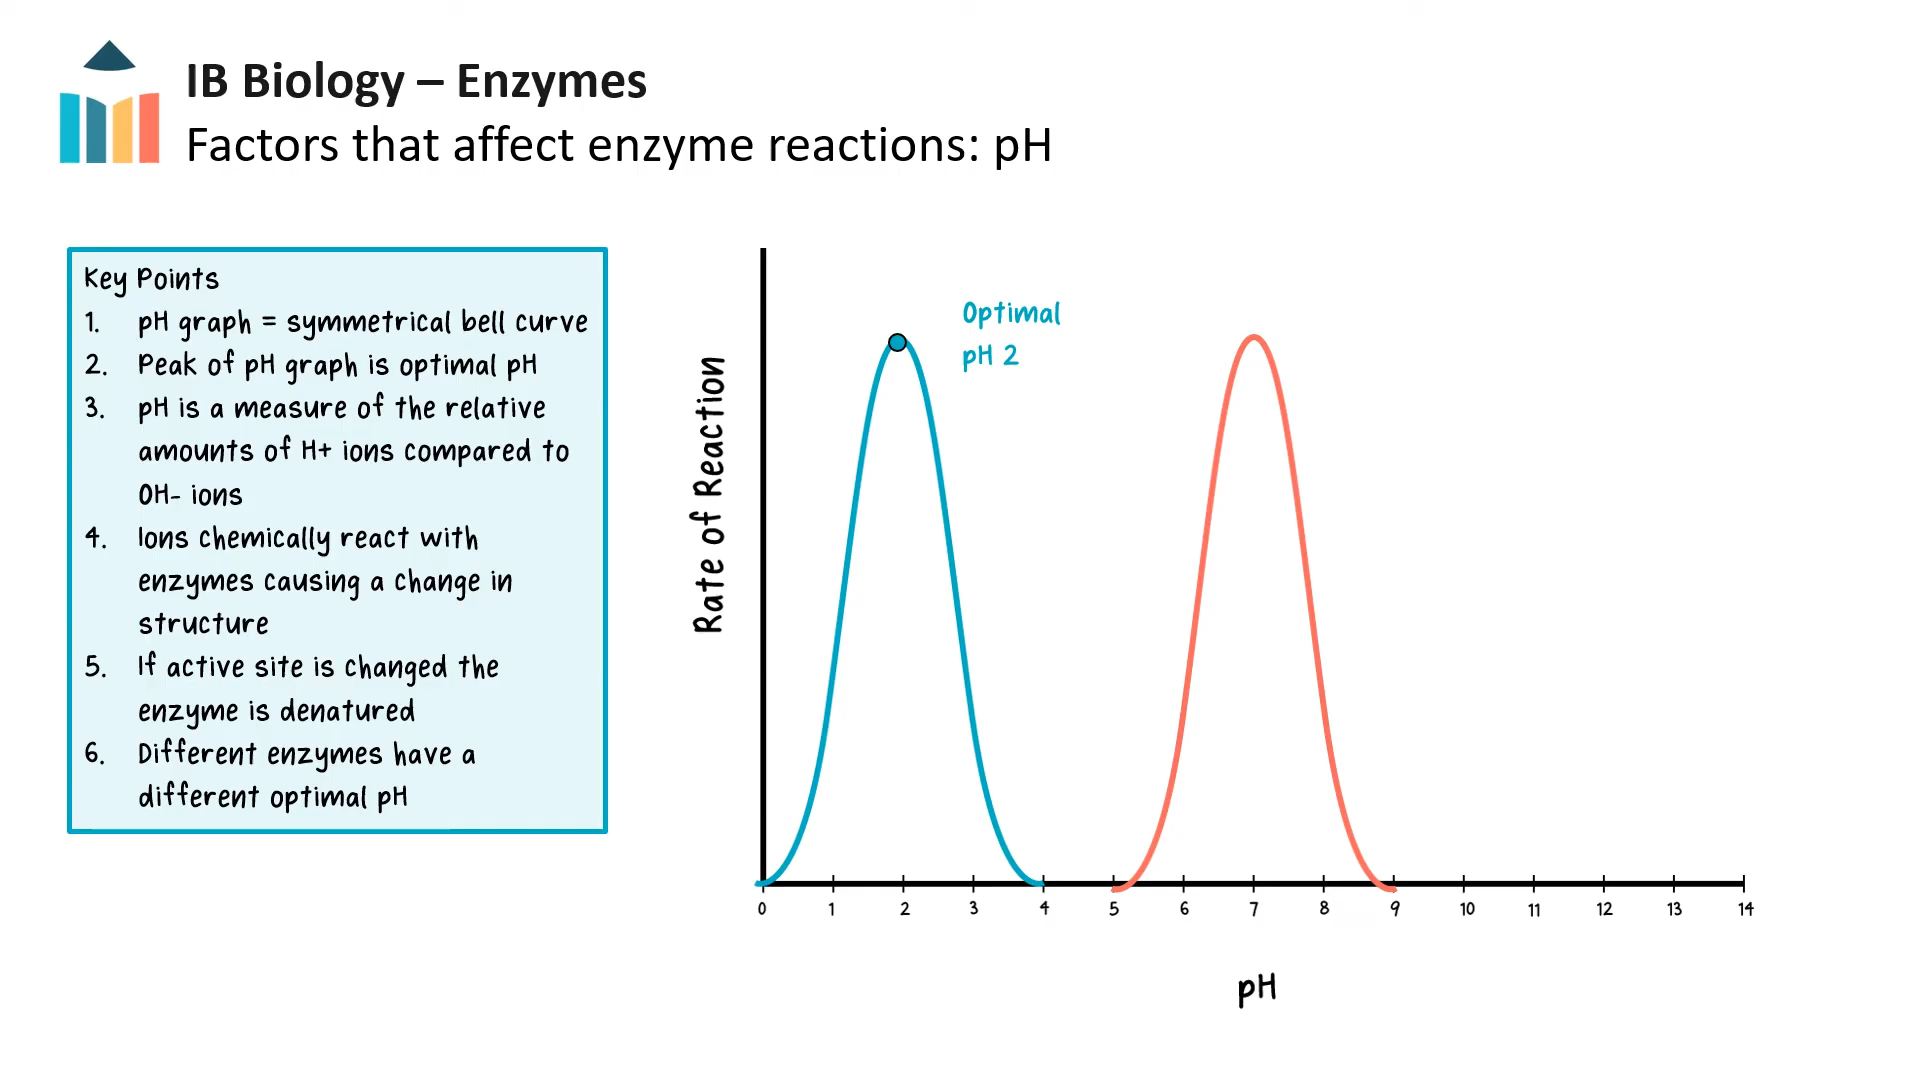 IB Biology – Enzymes
Factors that affect enzyme reactions: pH
Key Points
1. pH graph = symmetrical bell curve
2. Peak of pH graph is optimal pH
3. pH is a measure of the relative
amounts of H+ ions compared to
OH- ions
4. Ions chemically react with
enzymes causing a change in
structure
5. If active site is changed the
enzyme is denatured
6. Different enzymes have a
different optimal pH
Rate of Reaction
Optimal
pH 2
0 1 2 3 4 5 6 7 8 9 10 11 12 13 14
pH